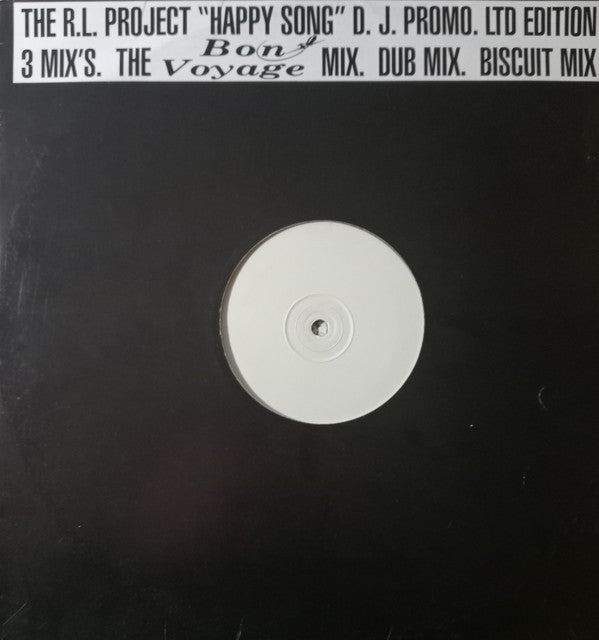 THE R.L. PROJECT "HAPPY SONG" D. J. PROMO. LTD EDITION
3 MIX'S. THE Bon Voyage MIX. DUB MIX. BISCUIT MIX